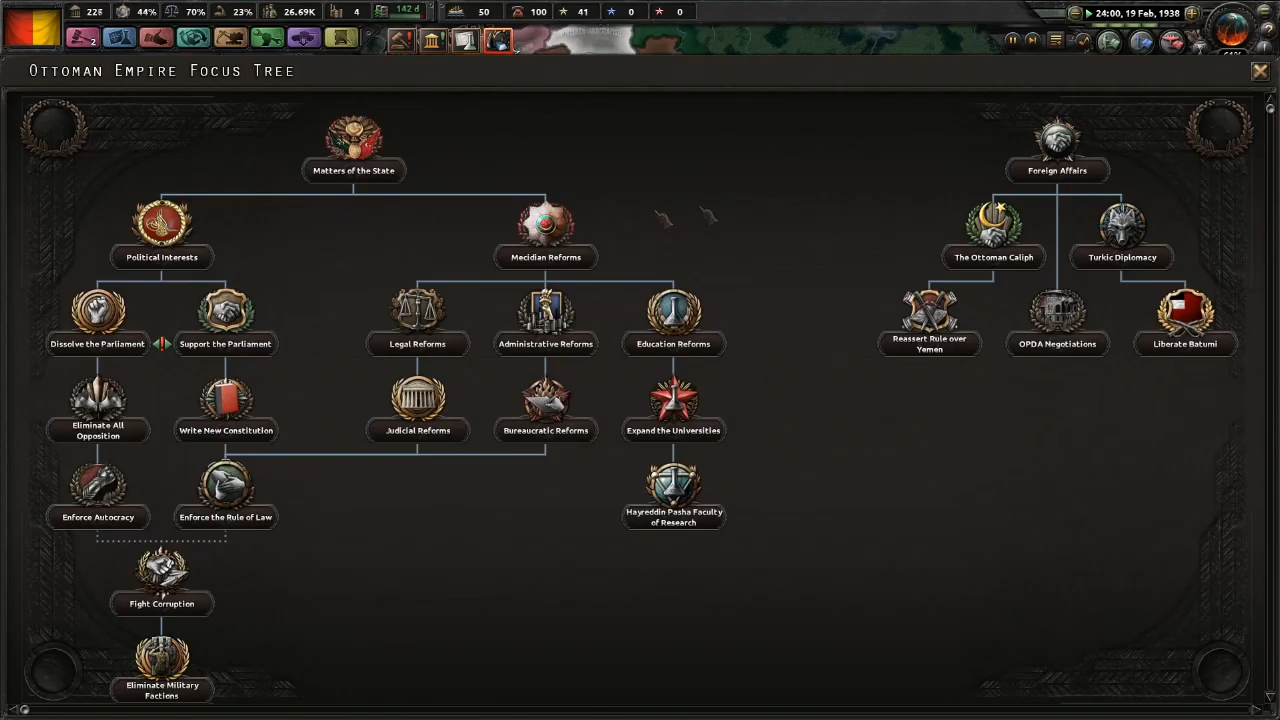 225 44% 70% 23% 26.69K 4 142 d 50 100 41 0 0 24:00, 19 Feb, 1938
2
Ottoman Empire Focus Tree
Matters of the State
Foreign Affairs
Political Interests
Mecidian Reforms
The Ottoman Caliph
Turkic Diplomacy
Dissolve the Parliament
Support the Parliament
Legal Reforms
Administrative Reforms
Education Reforms
Reassert Rule over
Yemen
OPDA Negotiations
Liberate Batumi
Eliminate All
Opposition
Write New Constitution
Judicial Reforms
Bureaucratic Reforms
Expand the Universities
Enforce Autocracy
Enforce the Rule of Law
Hayreddin Pasha Faculty
of Research
Fight Corruption
Eliminate Military
Factions